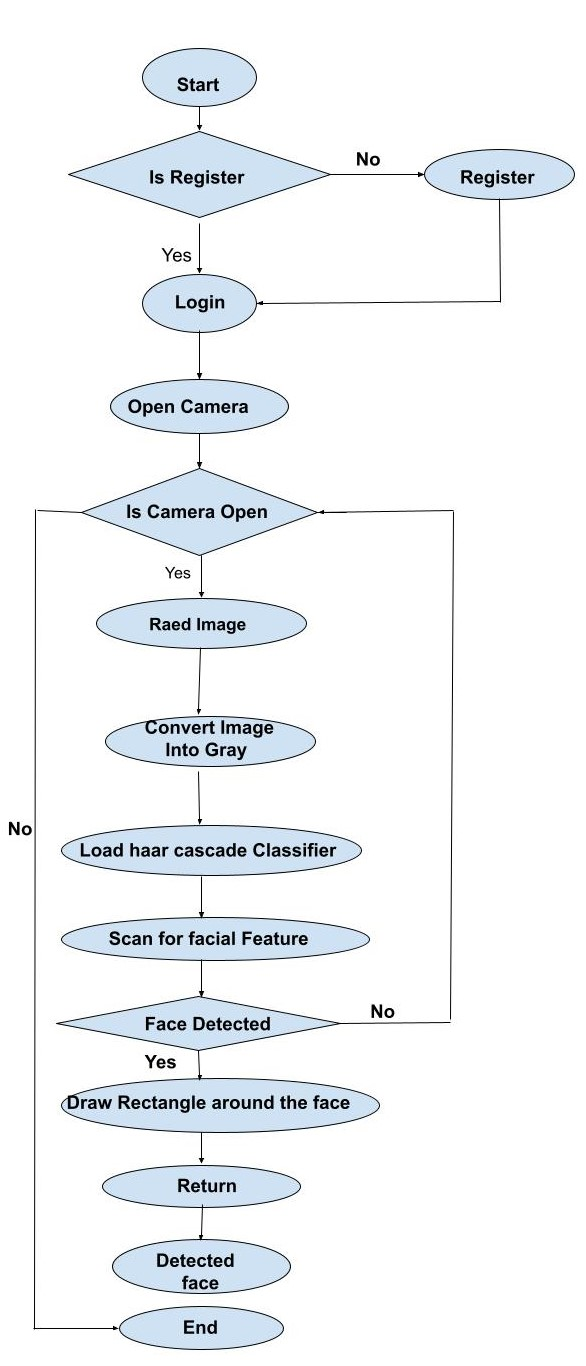 Start
Is Register
No
Register
Yes
Login
Open Camera
Is Camera Open
Yes
Raed Image
Convert Image
Into Gray
No
Load haar cascade Classifier
Scan for facial Feature
Face Detected
No
Yes
Draw Rectangle around the face
Return
Detected
face
End